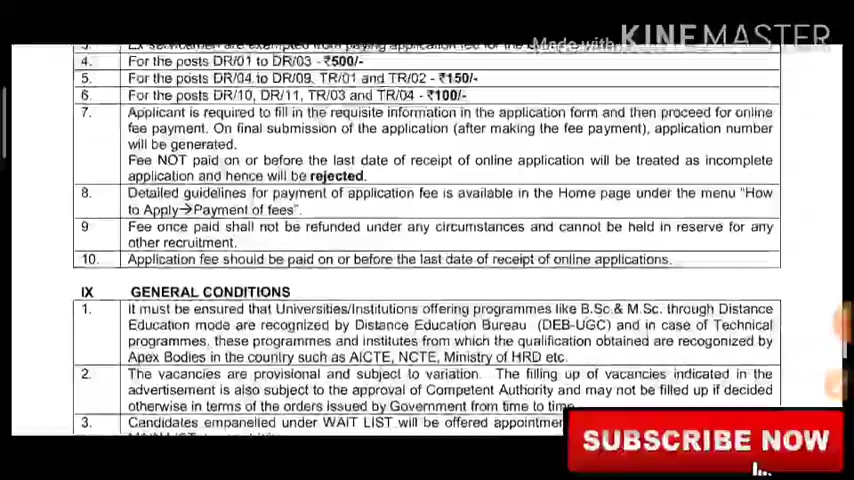 Made with KINEMASTER
3. Ex servicemen are exempted from paying application fee for the
4. For the posts DR/01 to DR/03 - ₹500/-
5. For the posts DR/04 to DR/09, TR/01 and TR/02 - ₹150/-
6. For the posts DR/10, DR/11, TR/03 and TR/04 - ₹100/-
7. Applicant is required to fill in the requisite information in the application form and then proceed for online
fee payment. On final submission of the application (after making the fee payment), application number
will be generated.
Fee NOT paid on or before the last date of receipt of online application will be treated as incomplete
application and hence will be rejected.
8. Detailed guidelines for payment of application fee is available in the Home page under the menu "How
to Apply→Payment of fees".
9 Fee once paid shall not be refunded under any circumstances and cannot be held in reserve for any
other recruitment.
10. Application fee should be paid on or before the last date of receipt of online applications.
IX GENERAL CONDITIONS
1. It must be ensured that Universities/Institutions offering programmes like B.Sc.& M.Sc. through Distance
Education mode are recognized by Distance Education Bureau (DEB-UGC) and in case of Technical
programmes, these programmes and institutes from which the qualification obtained are recogonized by
Apex Bodies in the country such as AICTE, NCTE, Ministry of HRD etc.
2. The vacancies are provisional and subject to variation. The filling up of vacancies indicated in the
advertisement is also subject to the approval of Competent Authority and may not be filled up if decided
otherwise in terms of the orders issued by Government from time to time.
3. Candidates empanelled under WAIT LIST will be offered appointme
SUBSCRIBE NOW